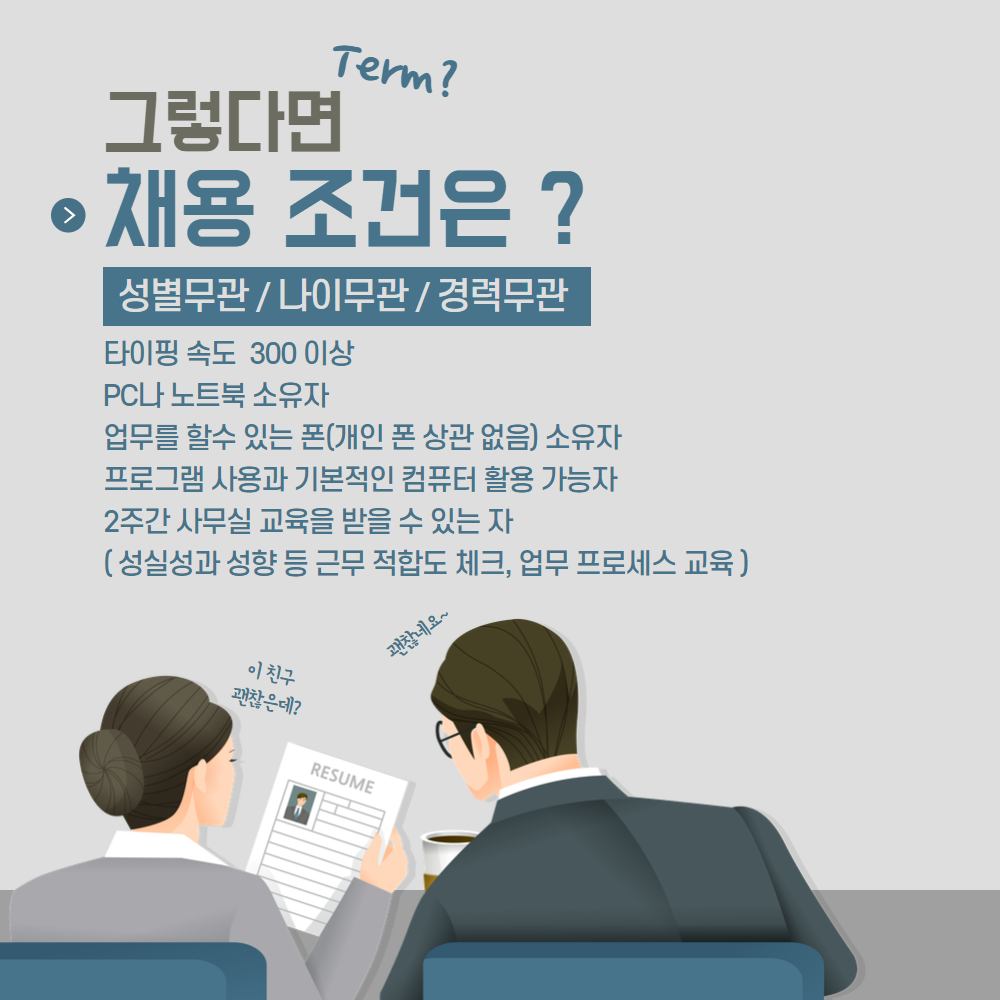 Term?
그렇다면
채용 조건은 ?
성별무관 / 나이무관 / 경력무관
타이핑 속도 300 이상
PC나 노트북 소유자
업무를 할수 있는 폰(개인 폰 상관 없음) 소유자
프로그램 사용과 기본적인 컴퓨터 활용 가능자
2주간 사무실 교육을 받을 수 있는 자
( 성실성과 성향 등 근무 적합도 체크, 업무 프로세스 교육 )
괜찮네요~
이 친구
괜찮은데?
RESUME